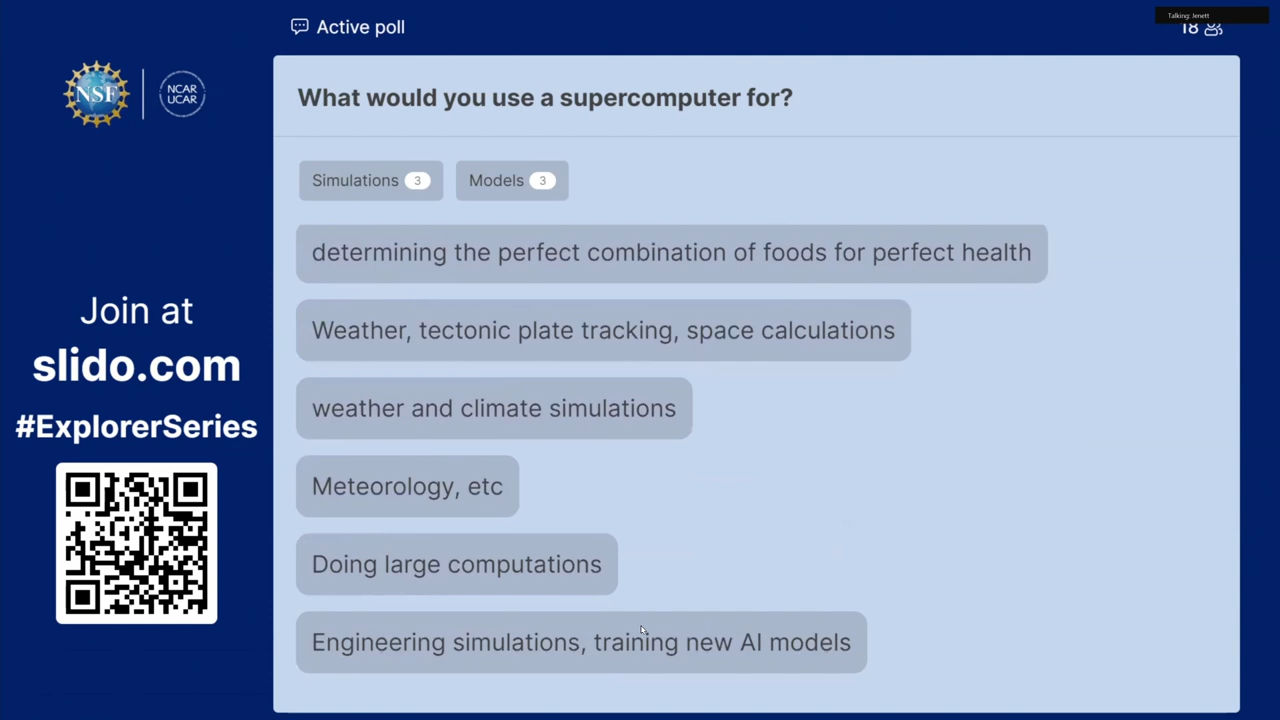 Active poll
Talking: Jenett
18
NSF
NCAR
UCAR
What would you use a supercomputer for?
Simulations 3
Models 3
determining the perfect combination of foods for perfect health
Weather, tectonic plate tracking, space calculations
weather and climate simulations
Meteorology, etc
Doing large computations
Engineering simulations, training new AI models
Join at
slido.com
#ExplorerSeries